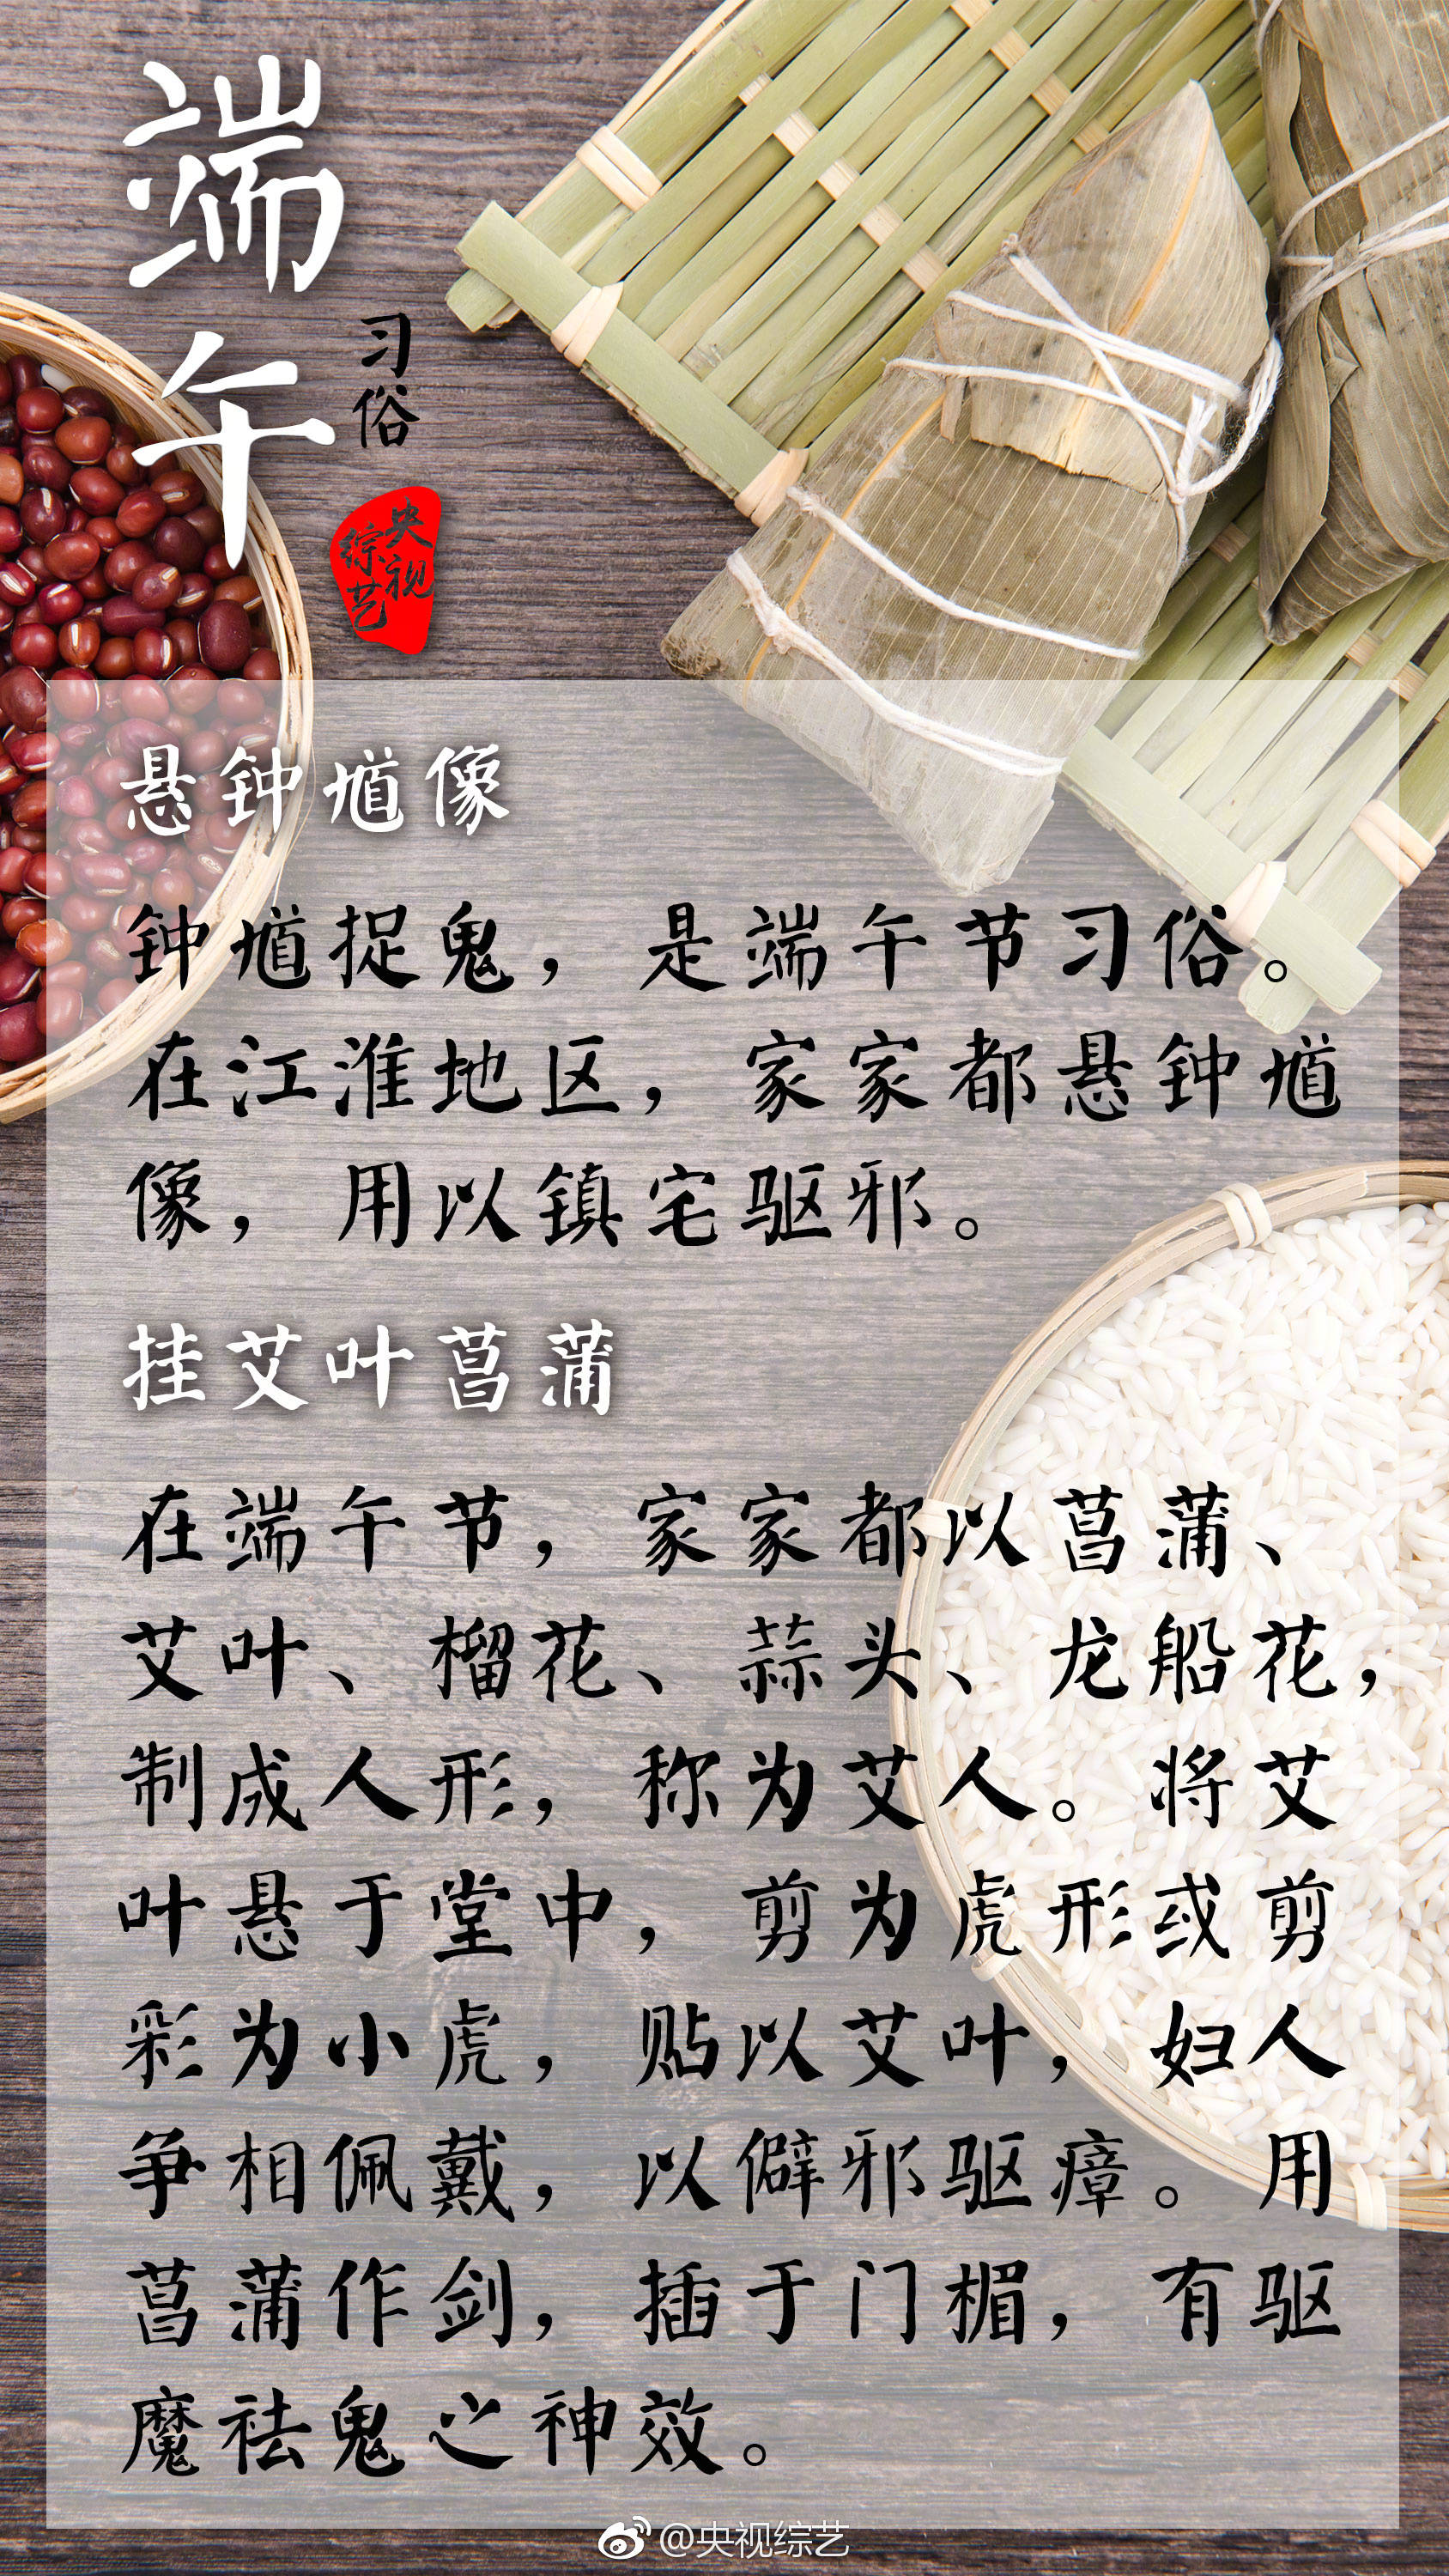 端午
习俗
央视
综艺
悬钟馗像
钟馗捉鬼，是端午节习俗。
在江淮地区，家家都悬钟馗
像，用以镇宅驱邪。
挂艾叶菖蒲
在端午节，家家都以菖蒲、
艾叶、榴花、蒜头、龙船花，
制成人形，称为艾人。将艾
叶悬于堂中，剪为虎形或剪
彩为小虎，贴以艾叶，妇人
争相佩戴，以僻邪驱瘴。用
菖蒲作剑，插于门楣，有驱
魔祛鬼之神效。
@央视综艺